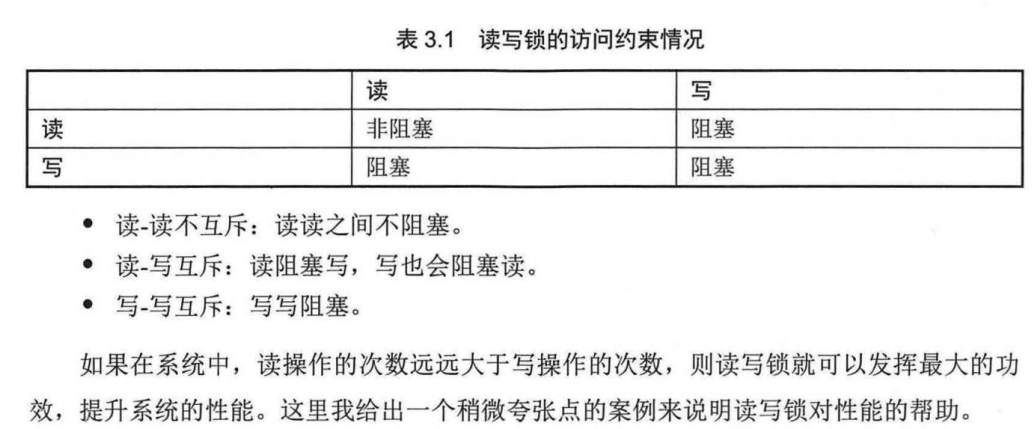 表 3.1 读写锁的访问约束情况
读 写
读 非阻塞 阻塞
写 阻塞 阻塞
● 读-读不互斥：读读之间不阻塞。
● 读-写互斥：读阻塞写，写也会阻塞读。
● 写-写互斥：写写阻塞。
如果在系统中，读操作的次数远远大于写操作的次数，则读写锁就可以发挥最大的功
效，提升系统的性能。这里我给出一个稍微夸张点的案例来说明读写锁对性能的帮助。